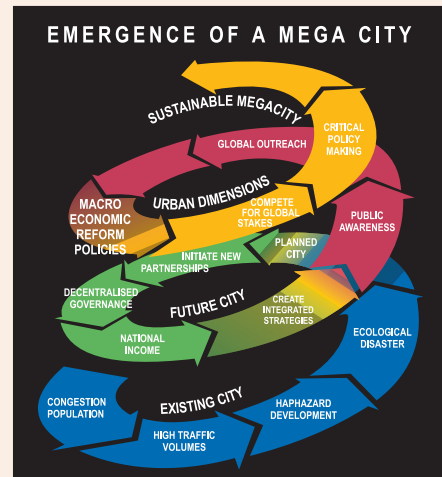 EMERGENCE OF A MEGA CITY
SUSTAINABLE MEGACITY
CRITICAL
POLICY
MAKING
GLOBAL OUTREACH
MACRO
ECONOMIC
REFORM
POLICIES
URBAN DIMENSIONS
COMPETE
FOR GLOBAL
STAKES
PUBLIC
AWARENESS
INITIATE NEW
PARTNERSHIPS
PLANNED
CITY
DECENTRALISED
GOVERNANCE
FUTURE CITY
CREATE
INTEGRATED
STRATEGIES
NATIONAL
INCOME
ECOLOGICAL
DISASTER
EXISTING CITY
CONGESTION
POPULATION
HAPHAZARD
DEVELOPMENT
HIGH TRAFFIC
VOLUMES